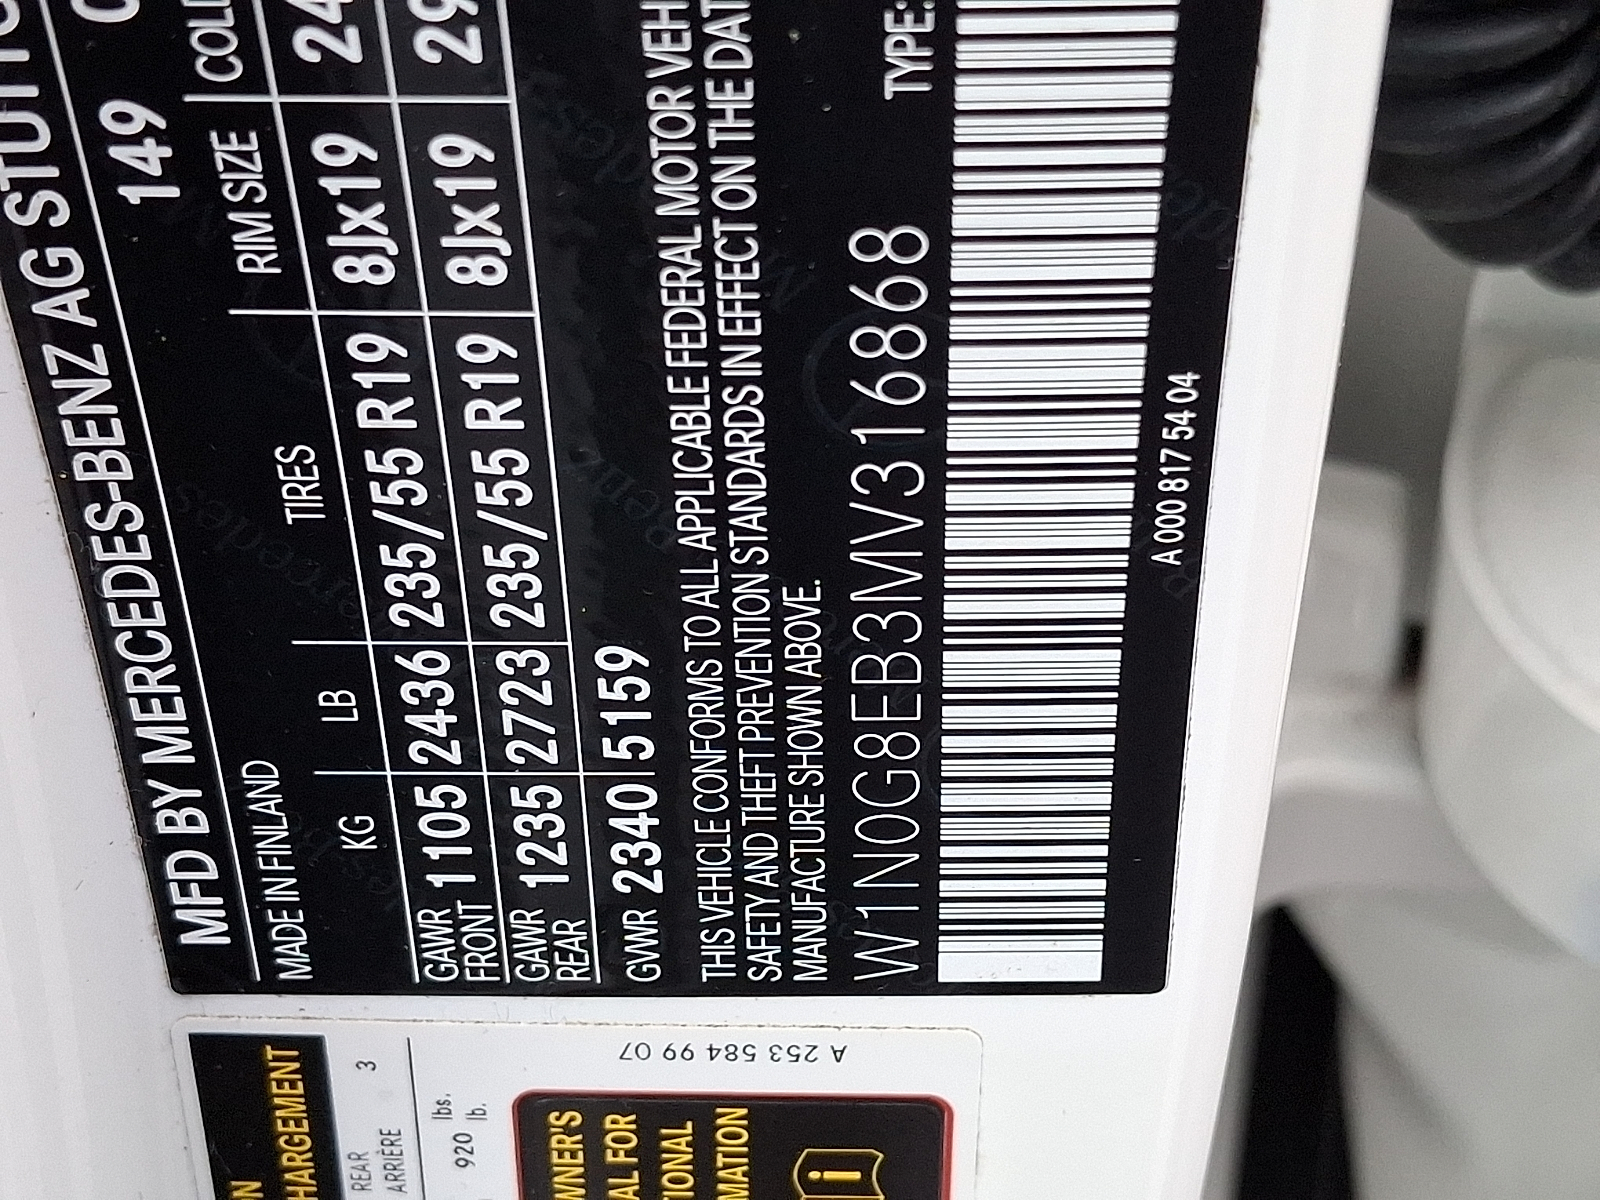 MFD BY MERCEDES-BENZ AG
149
MADE IN FINLAND
KG LB TIRES RIM SIZE
GAWR FRONT 1105 2436 235/55 R19 8Jx19
GAWR REAR 1235 2723 235/55 R19 8Jx19
GVWR 2340 5159
THIS VEHICLE CONFORMS TO ALL APPLICABLE FEDERAL MOTOR VEH
SAFETY AND THEFT PREVENTION STANDARDS IN EFFECT ON THE DAT
MANUFACTURE SHOWN ABOVE.
W1N0G8EB3MV316868 TYPE:
A 000 817 54 04
A 253 584 99 07
HARGEMENT
REAR 3
ARRIÈRE
lbs.
920 lb.
WNER'S
AL FOR
TIONAL
MATION
i